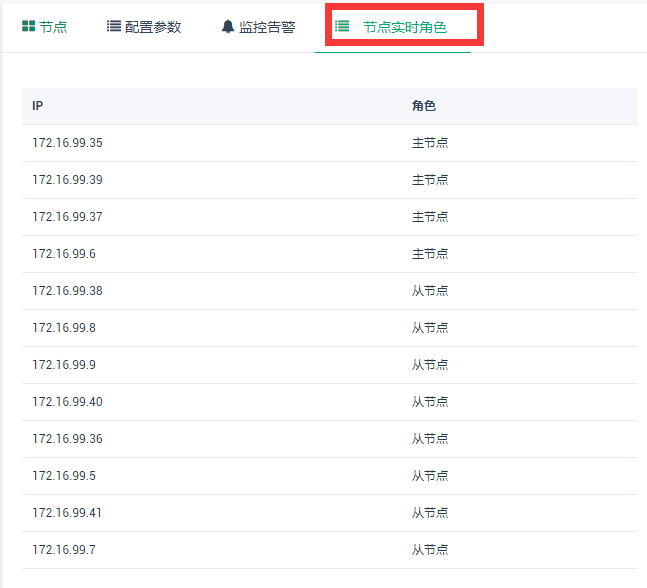 节点 配置参数 监控告警 节点实时角色
IP 角色
172.16.99.35 主节点
172.16.99.39 主节点
172.16.99.37 主节点
172.16.99.6 主节点
172.16.99.38 从节点
172.16.99.8 从节点
172.16.99.9 从节点
172.16.99.40 从节点
172.16.99.36 从节点
172.16.99.5 从节点
172.16.99.41 从节点
172.16.99.7 从节点